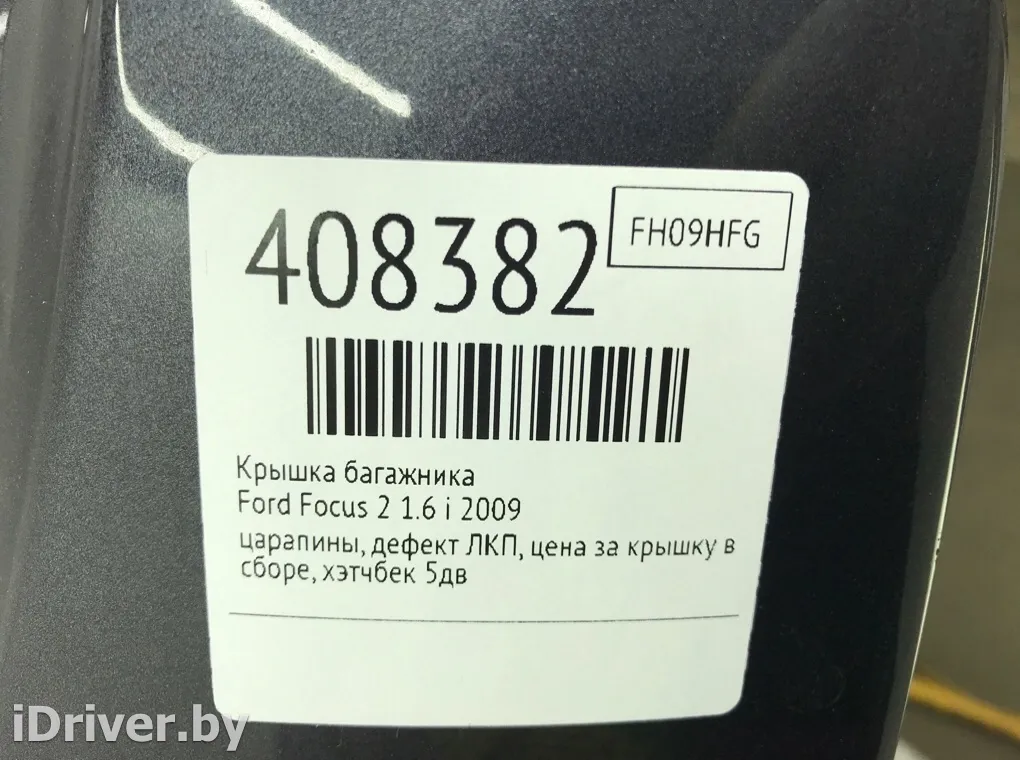 408382
FH09HFG
Крышка багажника
Ford Focus 2 1.6 i 2009
царапины, дефект ЛКП, цена за крышку в
сборе, хэтчбек 5дв
iDriver.by